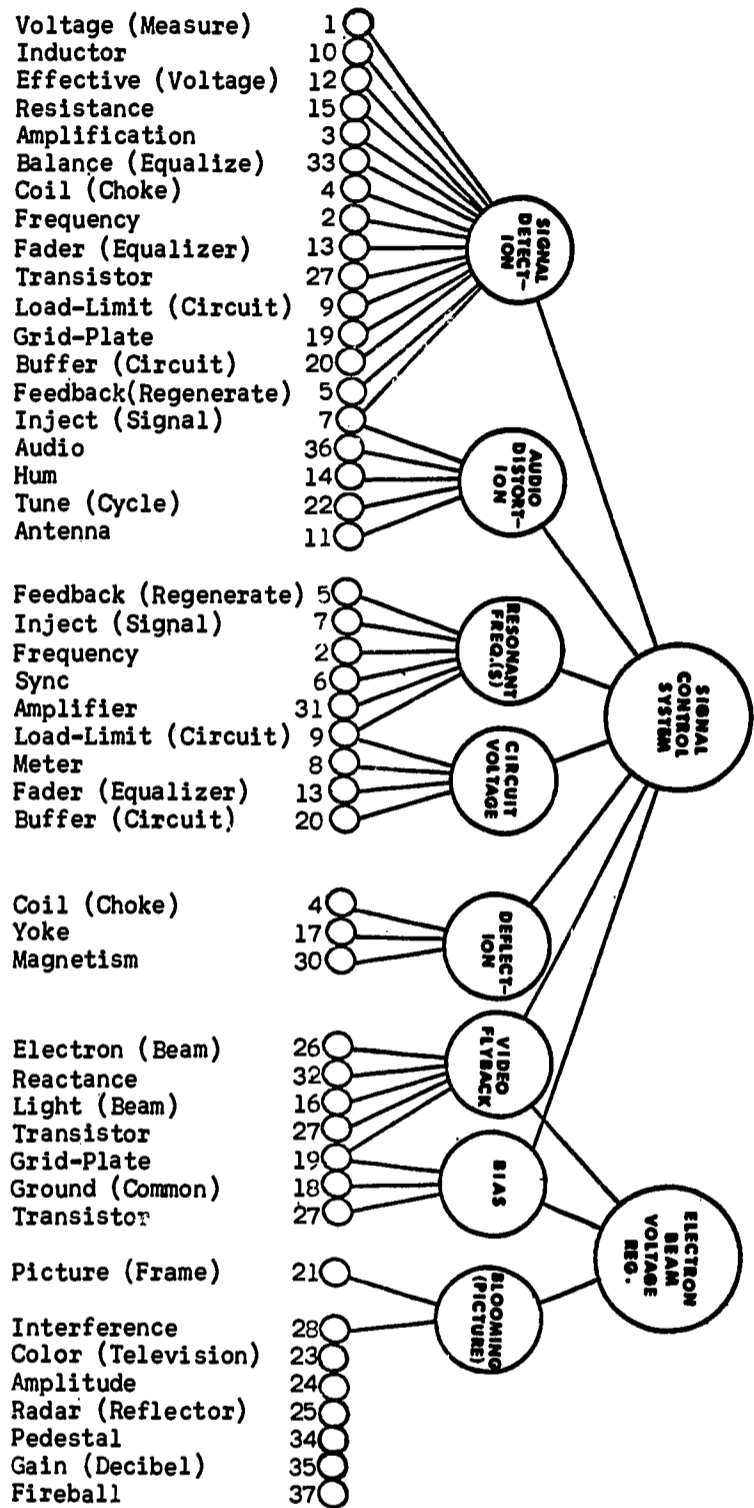 Voltage (Measure) 1
Inductor 10
Effective (Voltage) 12
Resistance 15
Amplification 3
Balance (Equalize) 33
Coil (Choke) 4
Frequency 2
Fader (Equalizer) 13
Transistor 27
Load-Limit (Circuit) 9
Grid-Plate 19
Buffer (Circuit) 20
Feedback(Regenerate) 5
Inject (Signal) 7
Audio 36
Hum 14
Tune (Cycle) 22
Antenna 11
Feedback (Regenerate) 5
Inject (Signal) 7
Frequency 2
Sync 6
Amplifier 31
Load-Limit (Circuit) 9
Meter 8
Fader (Equalizer) 13
Buffer (Circuit) 20
Coil (Choke) 4
Yoke 17
Magnetism 30
Electron (Beam) 26
Reactance 32
Light (Beam) 16
Transistor 27
Grid-Plate 19
Ground (Common) 18
Transistor 27
Picture (Frame) 21
Interference 28
Color (Television) 23
Amplitude 24
Radar (Reflector) 25
Pedestal 34
Gain (Decibel) 35
Fireball 37
SIGNAL
DETECT-
ION
AUDIO
DISTORT-
ION
RESONANT
FREQ.(S)
CIRCUIT
VOLTAGE
DEFLECT-
ION
VIDEO
FLYBACK
BIAS
BLOOMING
(PICTURE)
SIGNAL
CONTROL
SYSTEM
ELECTRON
BEAM
VOLTAGE
REG.